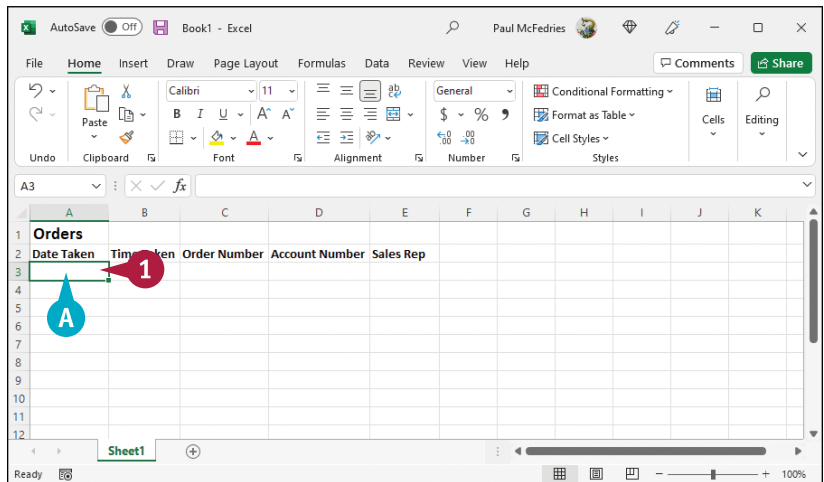 AutoSave Off Book1 - Excel Paul McFedries
File Home Insert Draw Page Layout Formulas Data Review View Help Comments Share
Calibri 11 ab General Conditional Formatting
Paste B I U A A $ % Format as Table Cells Editing
A Cell Styles
Undo Clipboard Font Alignment Number Styles
A3 fx
A B C D E F G H I J K
1 Orders
2 Date Taken Order Number Account Number Sales Rep
3 1
4
5 A
6
7
8
9
10
11
12
Sheet1
Ready 100%